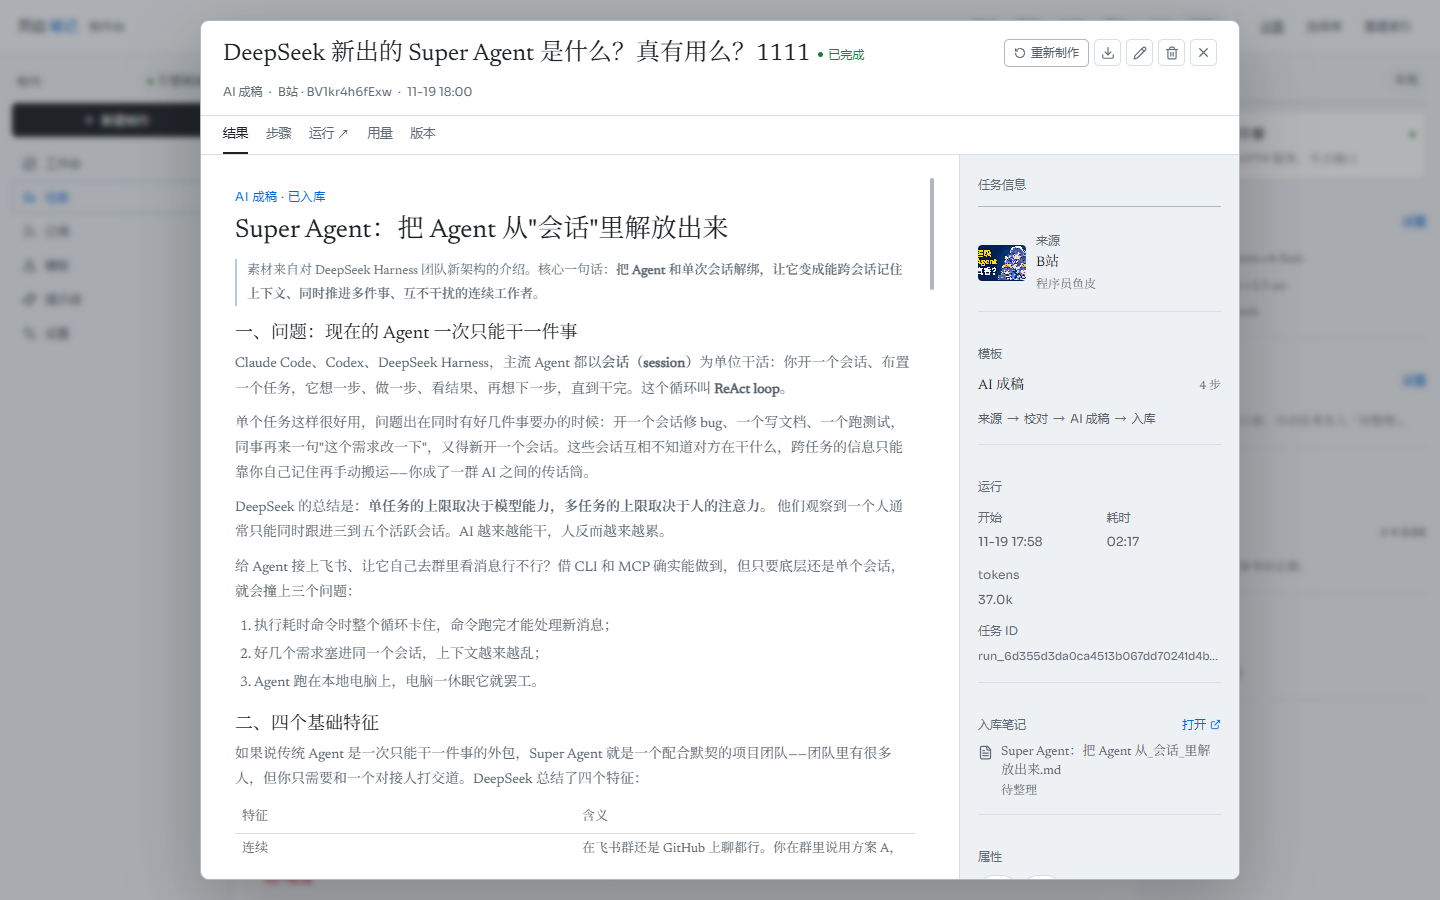 DeepSeek 新出的 Super Agent 是什么？真有用么？1111 已完成
重新制作
AI 成稿 · B站 · BV1kr4h6fExw · 11-19 18:00
结果 步骤 运行 ↗ 用量 版本
AI 成稿 · 已入库
Super Agent：把 Agent 从"会话"里解放出来
素材来自对 DeepSeek Harness 团队新架构的介绍。核心一句话：把 Agent 和单次会话解绑，让它变成能跨会话记住
上下文、同时推进多件事、互不干扰的连续工作者。
一、问题：现在的 Agent 一次只能干一件事
Claude Code、Codex、DeepSeek Harness，主流 Agent 都以会话（session）为单位干活：你开一个会话、布置
一个任务，它想一步、做一步、看结果、再想下一步，直到干完。这个循环叫 ReAct loop。
单个任务这样很好用，问题出在同时有好几件事要办的时候：开一个会话修 bug、一个写文档、一个跑测试，
同事再来一句"这个需求改一下"，又得新开一个会话。这些会话互相不知道对方在干什么，跨任务的信息只能
靠你自己记住再手动搬运——你成了一群 AI 之间的传话筒。
DeepSeek 的总结是：单任务的上限取决于模型能力，多任务的上限取决于人的注意力。他们观察到一个人通
常只能同时跟进三到五个活跃会话。AI 越来越能干，人反而越来越累。
给 Agent 接上飞书、让它自己去群里看消息行不行？借 CLI 和 MCP 确实能做到，但只要底层还是单个会话，
就会撞上三个问题：
1. 执行耗时命令时整个循环卡住，命令跑完才能处理新消息；
2. 好几个需求塞进同一个会话，上下文越来越乱；
3. Agent 跑在本地电脑上，电脑一休眠它就罢工。
二、四个基础特征
如果说传统 Agent 是一次只能干一件事的外包，Super Agent 就是一个配合默契的项目团队——团队里有很多
人，但你只需要和一个对接人打交道。DeepSeek 总结了四个特征：
特征 含义
连续 在飞书群还是 GitHub 上聊都行。你在群里说用方案 A，
任务信息
来源
B站
程序员鱼皮
模板
AI 成稿 4 步
来源 → 校对 → AI 成稿 → 入库
运行
开始 耗时
11-19 17:58 02:17
tokens
37.0k
任务 ID
run_6d355d3da0ca4513b067dd70241d4b...
入库笔记 打开
Super Agent：把 Agent 从_会话_里解
放出来.md
待整理
属性